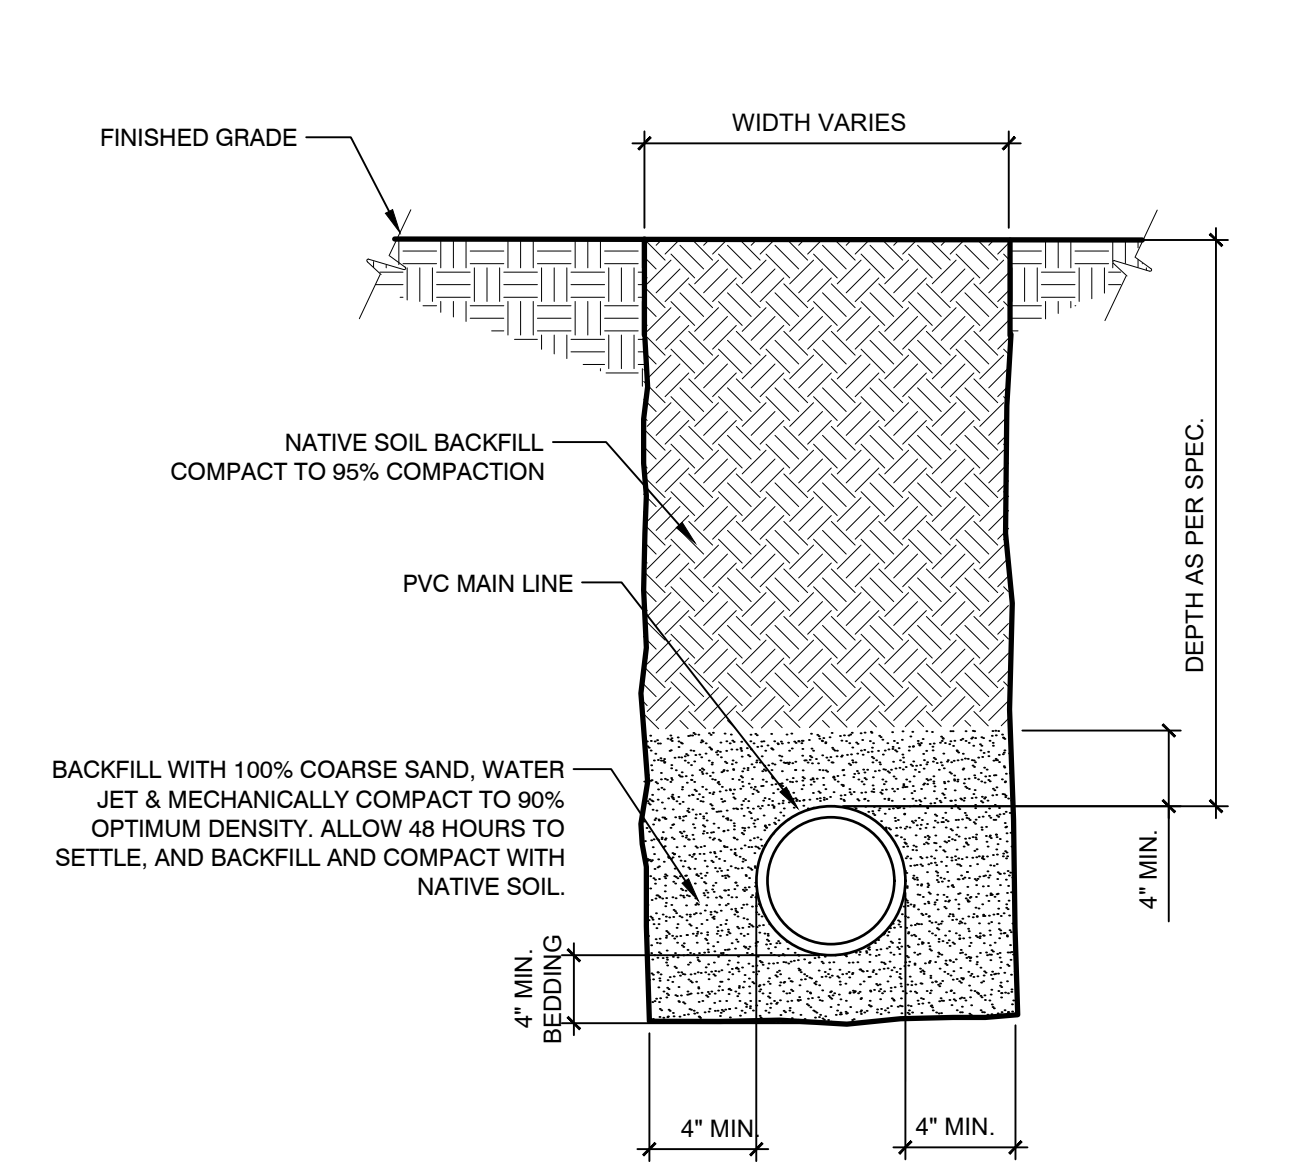 WIDTH VARIES
FINISHED GRADE
NATIVE SOIL BACKFILL
COMPACT TO 95% COMPACTION
DEPTH AS PER SPEC.
PVC MAIN LINE
BACKFILL WITH 100% COARSE SAND, WATER
JET & MECHANICALLY COMPACT TO 90%
OPTIMUM DENSITY. ALLOW 48 HOURS TO
SETTLE, AND BACKFILL AND COMPACT WITH
NATIVE SOIL.
4" MIN.
4" MIN.
BEDDING
4" MIN.
4" MIN.